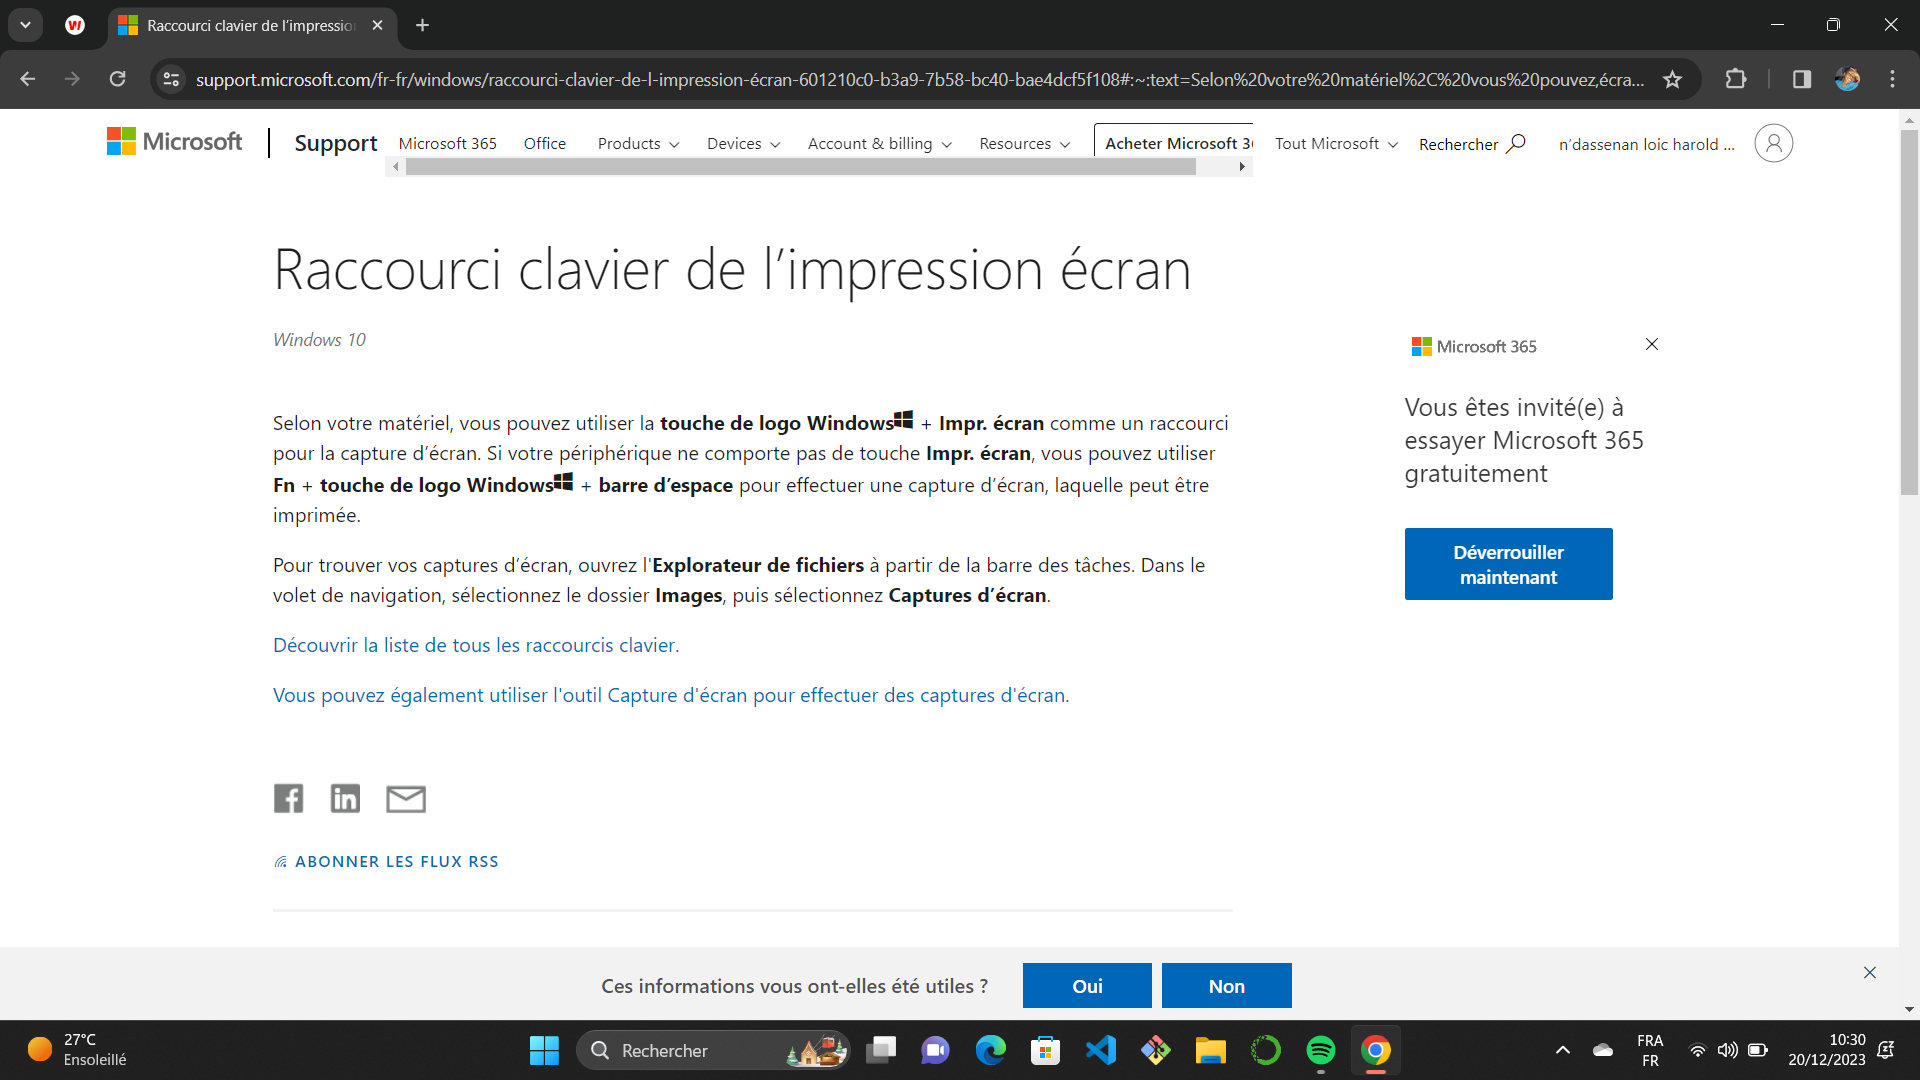 Raccourci clavier de l’impression
support.microsoft.com/fr-fr/windows/raccourci-clavier-de-l-impression-écran-601210c0-b3a9-7b58-bc40-bae4dcf5f108#:~:text=Selon%20votre%20matériel%2C%20vous%20pouvez,écra...
Microsoft
Support
Microsoft 365
Office
Products
Devices
Account & billing
Resources
Acheter Microsoft 36
Tout Microsoft
Rechercher
n’dassenan loic harold ...
Raccourci clavier de l’impression écran
Windows 10
Selon votre matériel, vous pouvez utiliser la touche de logo Windows + Impr. écran comme un raccourci
pour la capture d’écran. Si votre périphérique ne comporte pas de touche Impr. écran, vous pouvez utiliser
Fn + touche de logo Windows + barre d’espace pour effectuer une capture d’écran, laquelle peut être
imprimée.
Pour trouver vos captures d’écran, ouvrez l'Explorateur de fichiers à partir de la barre des tâches. Dans le
volet de navigation, sélectionnez le dossier Images, puis sélectionnez Captures d’écran.
Découvrir la liste de tous les raccourcis clavier.
Vous pouvez également utiliser l'outil Capture d'écran pour effectuer des captures d'écran.
ABONNER LES FLUX RSS
Microsoft 365
Vous êtes invité(e) à
essayer Microsoft 365
gratuitement
Déverrouiller
maintenant
Ces informations vous ont-elles été utiles ?
Oui
Non
27°C
Ensoleillé
Rechercher
FRA
FR
10:30
20/12/2023